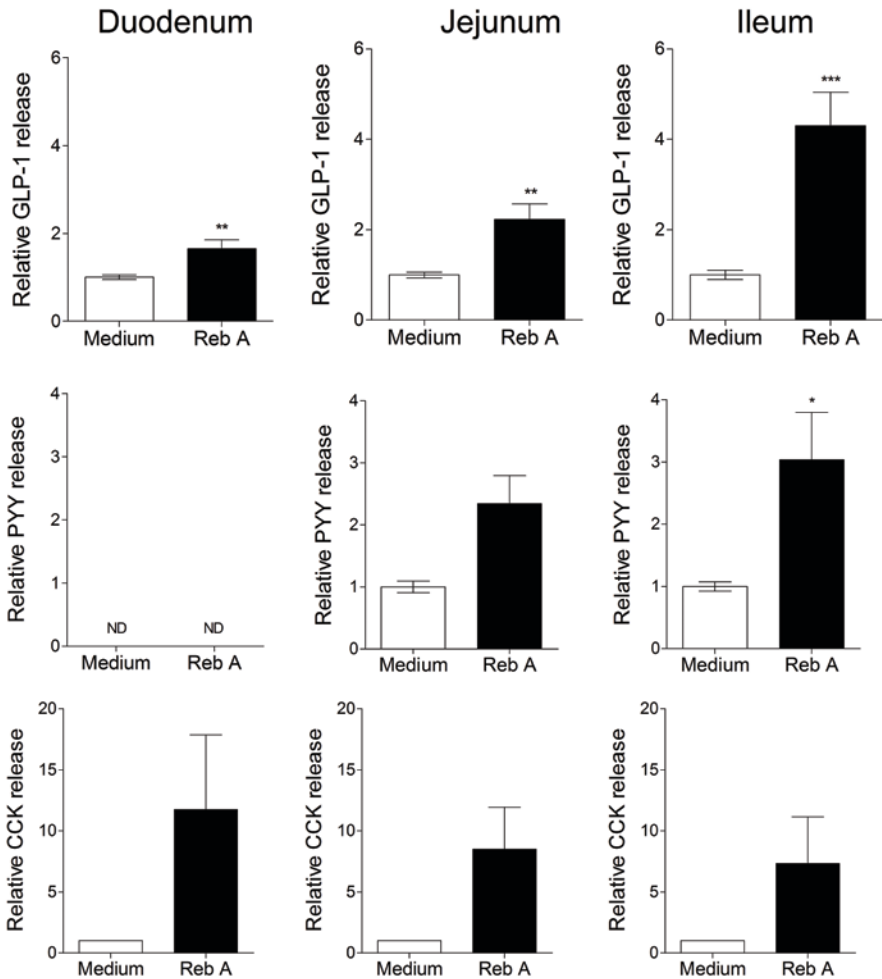 Duodenum
Jejunum
Ileum
Relative GLP-1 release
6
4
2
0
**
Medium
Reb A
Relative GLP-1 release
6
4
2
0
**
Medium
Reb A
Relative GLP-1 release
6
4
2
0
***
Medium
Reb A
Relative PYY release
4
3
2
1
0
ND
ND
Medium
Reb A
Relative PYY release
4
3
2
1
0
Medium
Reb A
Relative PYY release
4
3
2
1
0
*
Medium
Reb A
Relative CCK release
20
15
10
5
0
Medium
Reb A
Relative CCK release
20
15
10
5
0
Medium
Reb A
Relative CCK release
20
15
10
5
0
Medium
Reb A